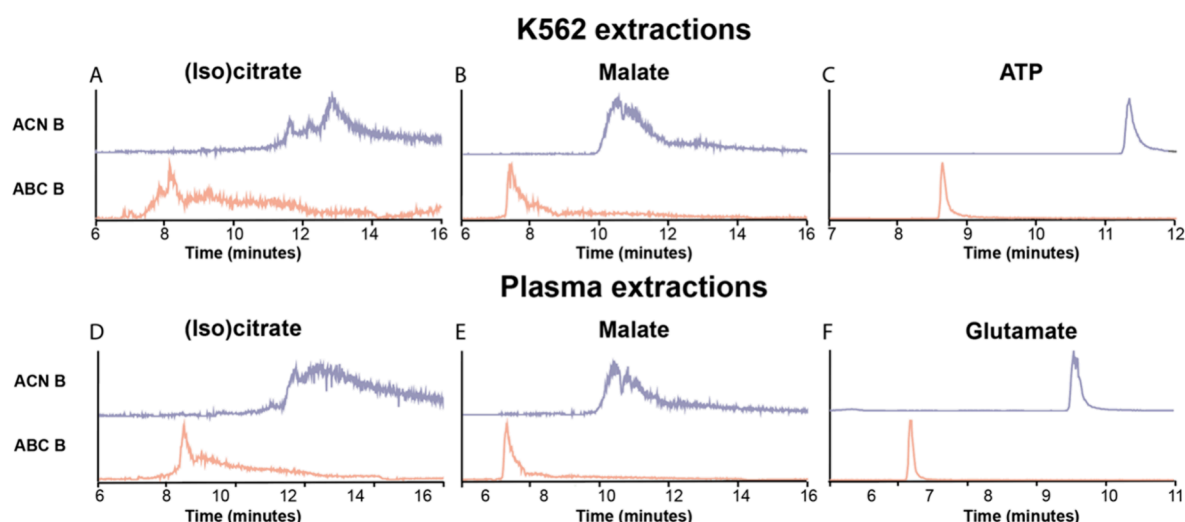 K562 extractions
A (Iso)citrate B Malate C ATP
ACN B
ABC B
6 8 10 12 14 16 6 8 10 12 14 16 7 8 9 10 11 12
Time (minutes) Time (minutes) Time (minutes)
Plasma extractions
D (Iso)citrate E Malate F Glutamate
ACN B
ABC B
6 8 10 12 14 16 6 8 10 12 14 16 6 7 8 9 10 11
Time (minutes) Time (minutes) Time (minutes)